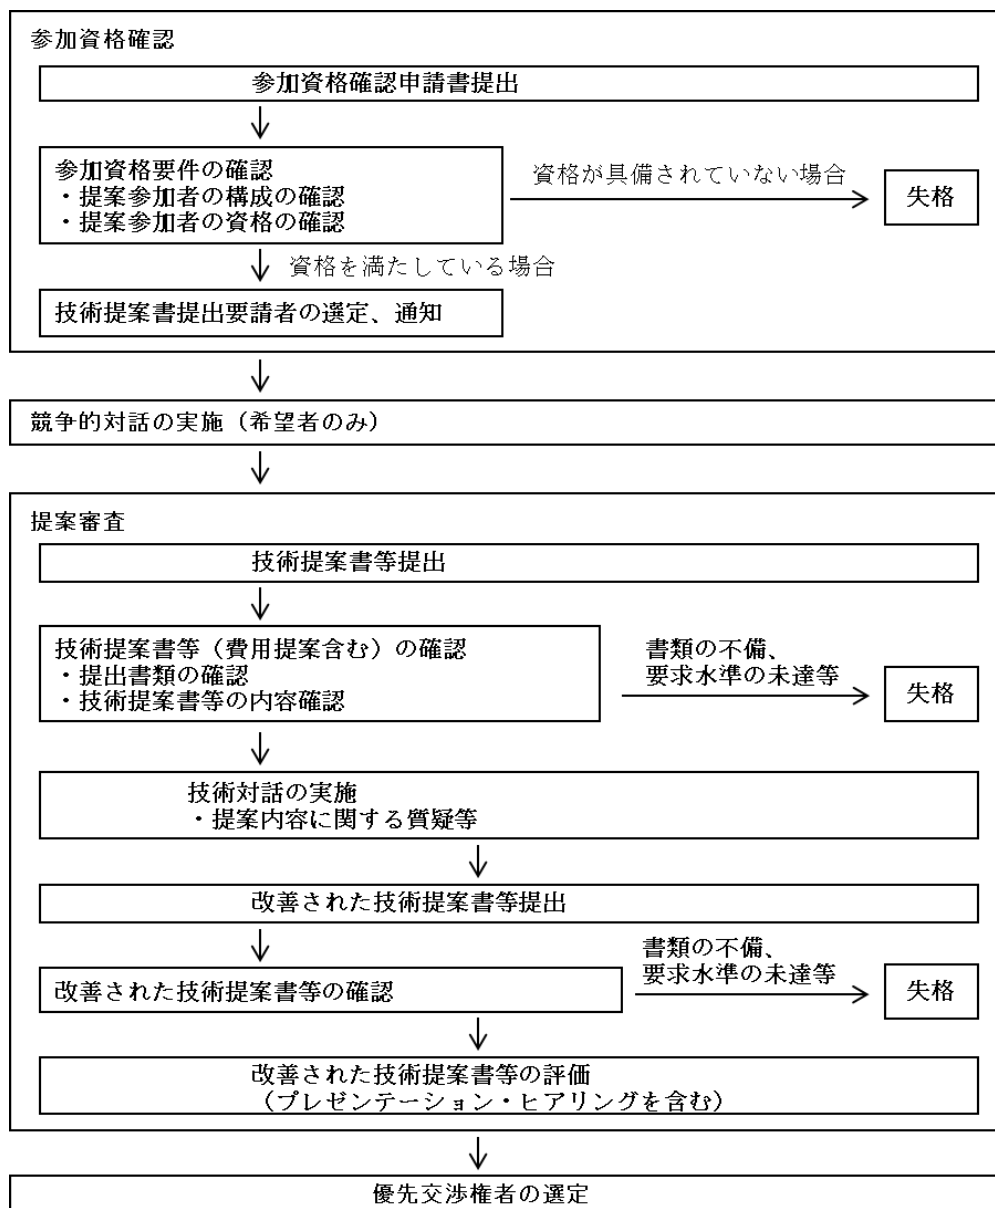 参加資格確認
参加資格確認申請書提出
参加資格要件の確認
・提案参加者の構成の確認
・提案参加者の資格の確認
資格が具備されていない場合
失格
資格を満たしている場合
技術提案書提出要請者の選定、通知
競争的対話の実施（希望者のみ）
提案審査
技術提案書等提出
技術提案書等（費用提案含む）の確認
・提出書類の確認
・技術提案書等の内容確認
書類の不備、
要求水準の未達等
失格
技術対話の実施
・提案内容に関する質疑等
改善された技術提案書等提出
改善された技術提案書等の確認
書類の不備、
要求水準の未達等
失格
改善された技術提案書等の評価
（プレゼンテーション・ヒアリングを含む）
優先交渉権者の選定